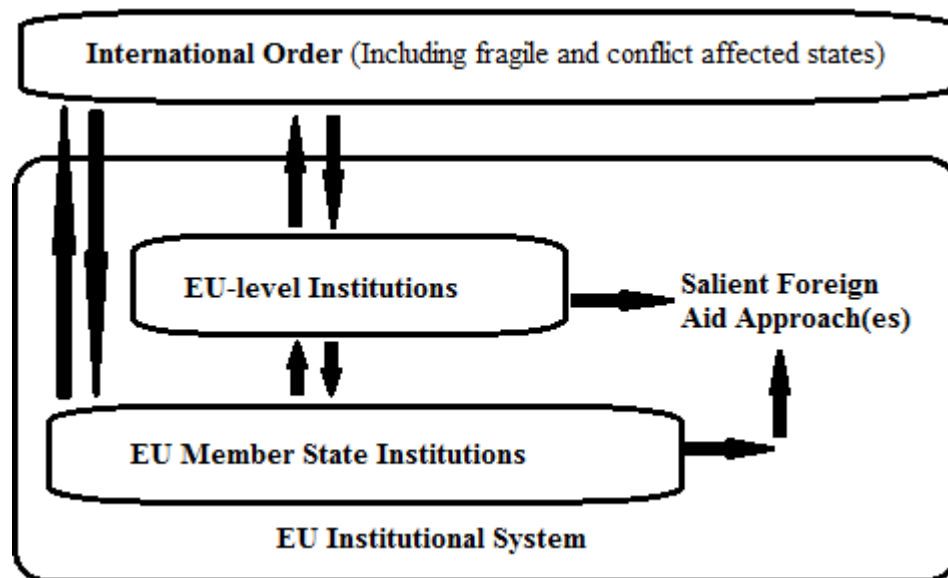 International Order (Including fragile and conflict affected states)
EU-level Institutions
Salient Foreign
Aid Approach(es)
EU Member State Institutions
EU Institutional System